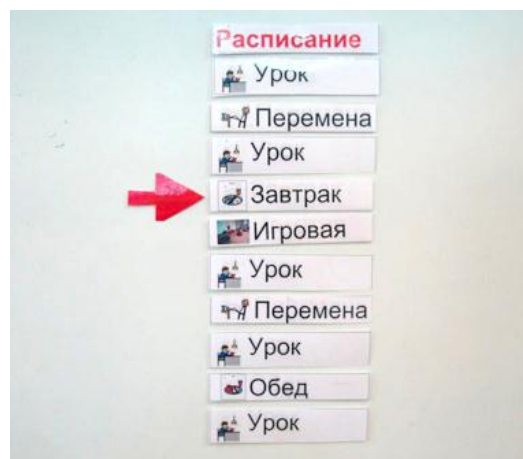 Расписание
Урок
Перемена
Урок
Завтрак
Игровая
Урок
Перемена
Урок
Обед
Урок